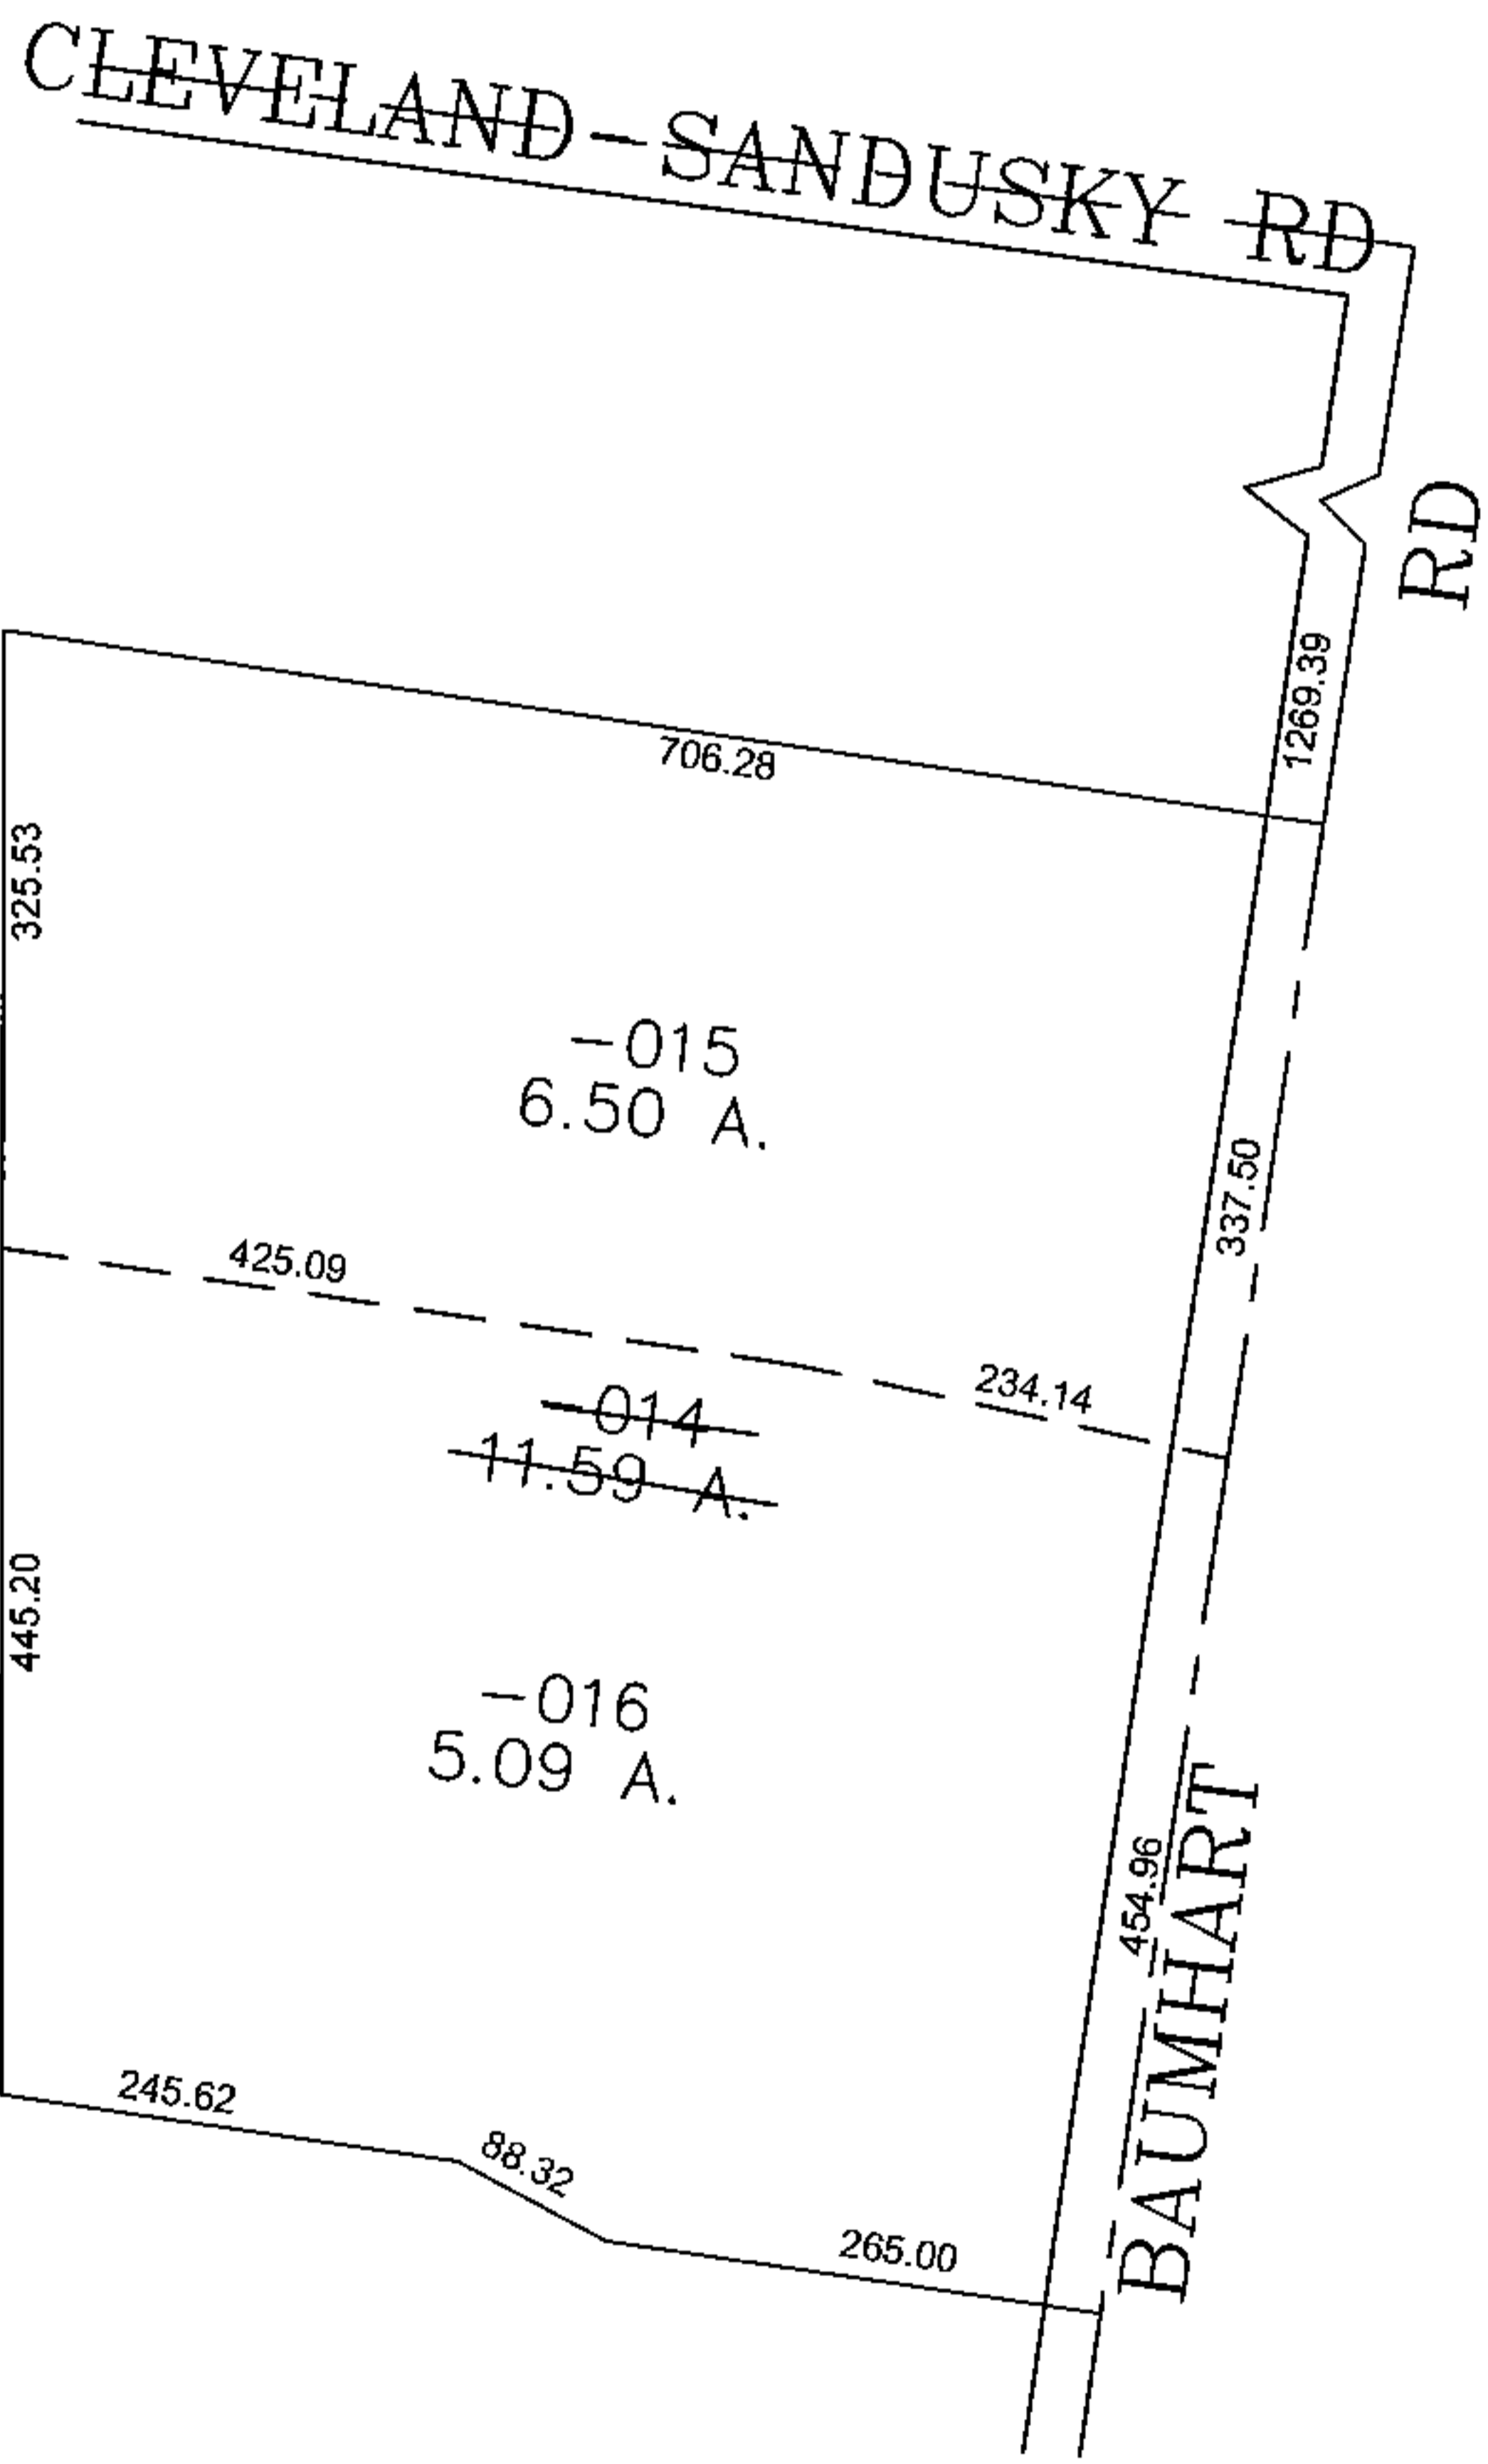 CLEVELAND-SANDUSKY RD
RD
1269.39
706.28
325.53
-015
6.50 A.
337.50
425.09
234.14
-014
11.59 A.
445.20
-016
5.09 A.
454.96
BAUMHART
245.62
88.32
265.00